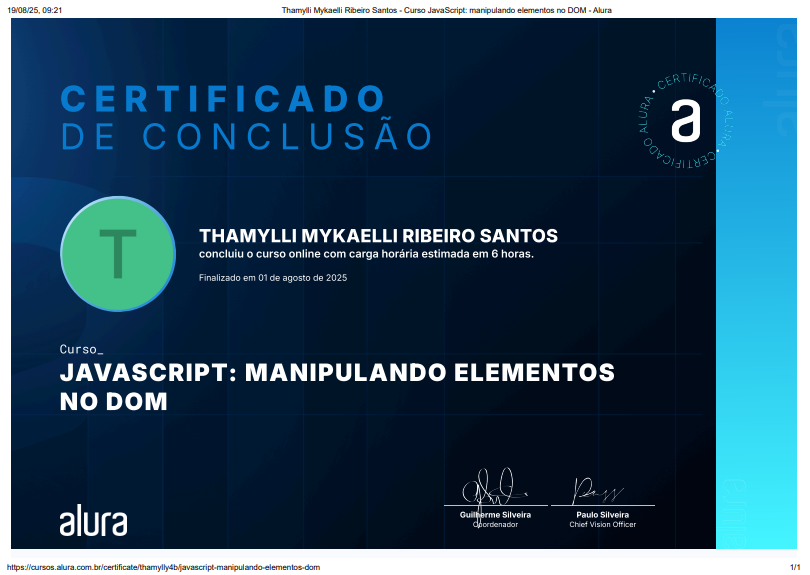 19/08/25, 09:21
Thamylli Mykaelli Ribeiro Santos - Curso JavaScript: manipulando elementos no DOM - Alura
CERTIFICADO
DE CONCLUSÃO
CERTIFICADO ALURA • CERTIFICADO ALURA •
a
T
THAMYLLI MYKAELLI RIBEIRO SANTOS
concluiu o curso online com carga horária estimada em 6 horas.
Finalizado em 01 de agosto de 2025
Curso_
JAVASCRIPT: MANIPULANDO ELEMENTOS
NO DOM
alura
Guilherme Silveira
Coordenador
Paulo Silveira
Chief Vision Officer
https://cursos.alura.com.br/certificate/thamylly4b/javascript-manipulando-elementos-dom
1/1